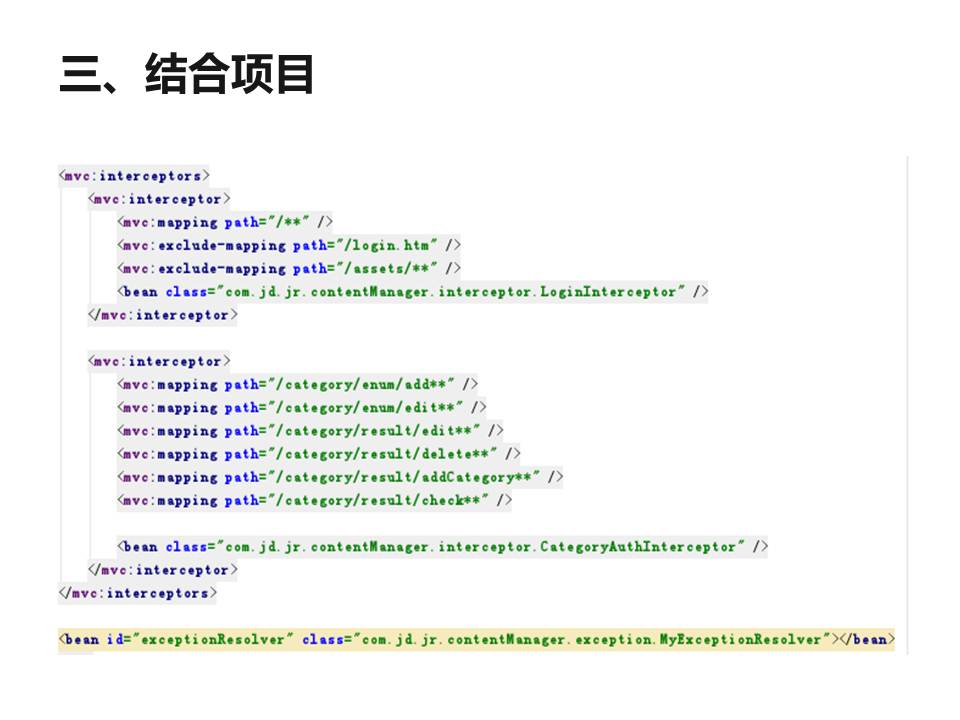 三、结合项目
<mvc:interceptors>
<mvc:interceptor>
<mvc:mapping path="/**" />
<mvc:exclude-mapping path="/login.htm" />
<mvc:exclude-mapping path="/assets/**" />
<bean class="com.jd.jr.contentManager.interceptor.LoginInterceptor" />
</mvc:interceptor>
<mvc:interceptor>
<mvc:mapping path="/category/enum/add**" />
<mvc:mapping path="/category/enum/edit**" />
<mvc:mapping path="/category/result/edit**" />
<mvc:mapping path="/category/result/delete**" />
<mvc:mapping path="/category/result/addCategory**" />
<mvc:mapping path="/category/result/check**" />
<bean class="com.jd.jr.contentManager.interceptor.CategoryAuthInterceptor" />
</mvc:interceptor>
</mvc:interceptors>
<bean id="exceptionResolver" class="com.jd.jr.contentManager.exception.MyExceptionResolver"></bean>